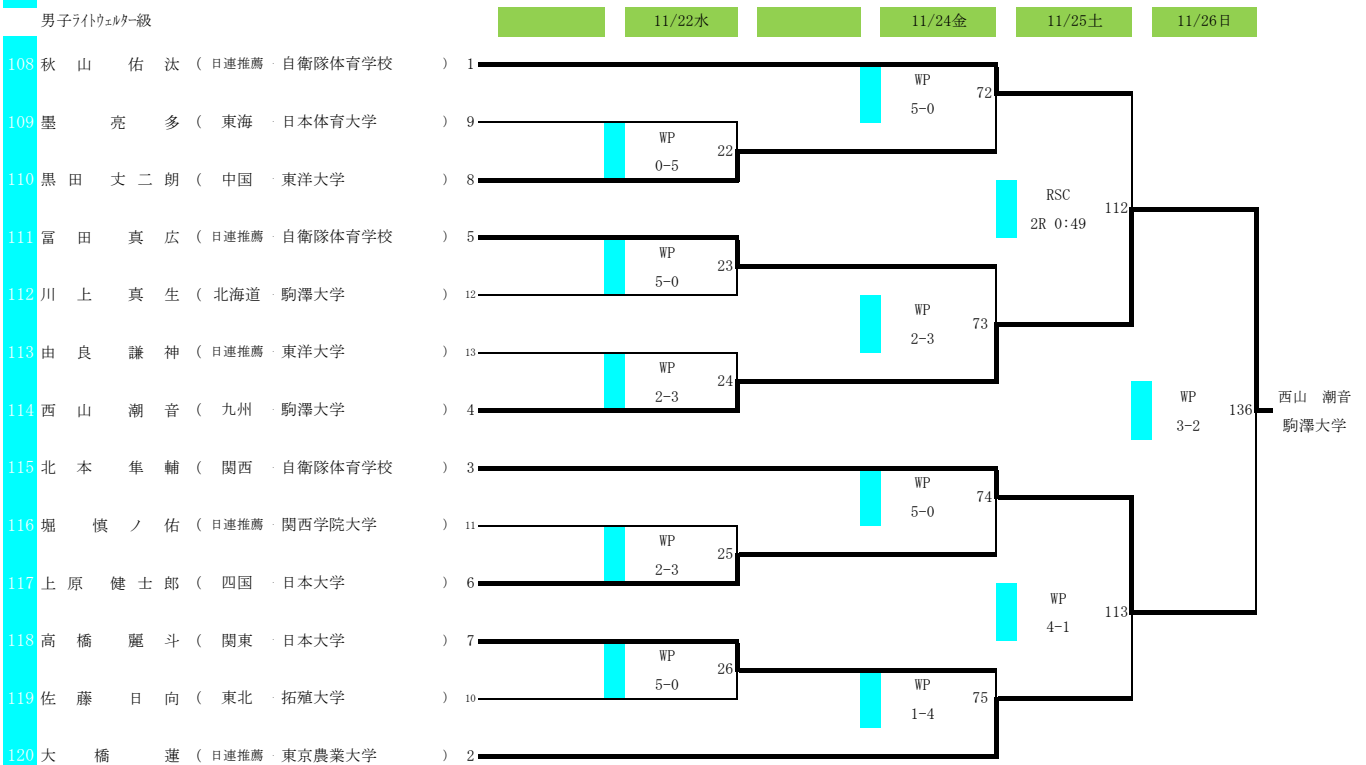 男子ライトウェルター級 11/22水 11/24金 11/25土 11/26日
108 秋山 佑汰 ( 日連推薦 · 自衛隊体育学校 ) 1
WP 72
5-0
109 墨 亮多 ( 東海 · 日本体育大学 ) 9
WP 22
0-5
110 黒田 丈二朗 ( 中国 · 東洋大学 ) 8
RSC 112
2R 0:49
111 冨田 真広 ( 日連推薦 · 自衛隊体育学校 ) 5
WP 23
5-0
112 川上 真生 ( 北海道 · 駒澤大学 ) 12
WP 73
2-3
113 由良 謙神 ( 日連推薦 · 東洋大学 ) 13
WP 24
2-3
114 西山 潮音 ( 九州 · 駒澤大学 ) 4
WP 136 西山 潮音
3-2 駒澤大学
115 北本 隼輔 ( 関西 · 自衛隊体育学校 ) 3
WP 74
5-0
116 堀 慎ノ佑 ( 日連推薦 · 関西学院大学 ) 11
WP 25
2-3
117 上原 健士郎 ( 四国 · 日本大学 ) 6
WP 113
4-1
118 高橋 麗斗 ( 関東 · 日本大学 ) 7
WP 26
5-0
119 佐藤 日向 ( 東北 · 拓殖大学 ) 10
WP 75
1-4
120 大橋 蓮 ( 日連推薦 · 東京農業大学 ) 2